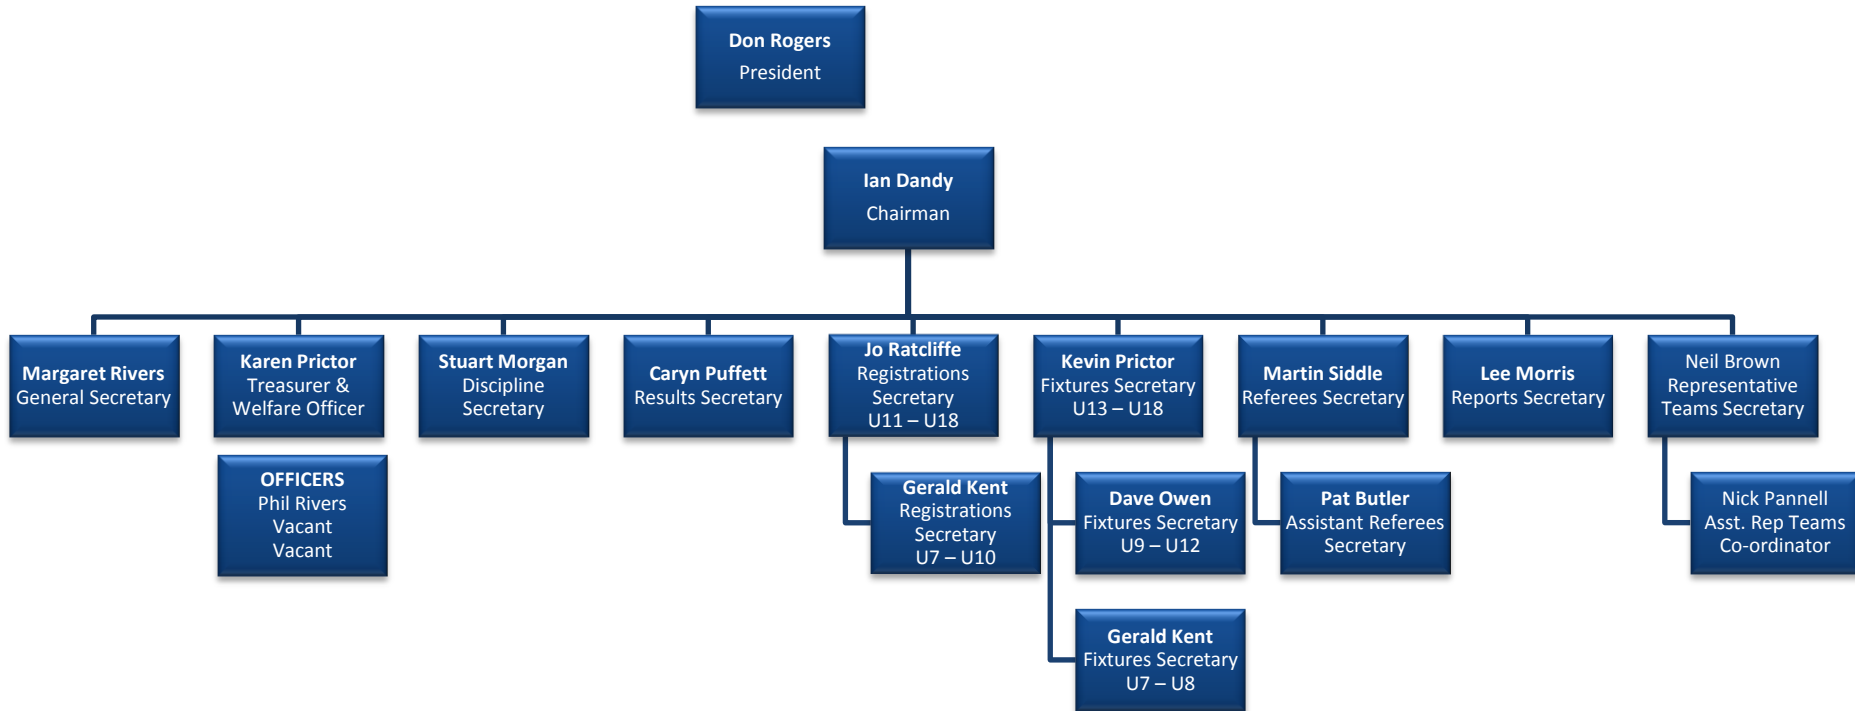 Don Rogers
President
Ian Dandy
Chairman
Margaret Rivers
General Secretary
Karen Prictor
Treasurer &
Welfare Officer
Stuart Morgan
Discipline
Secretary
Caryn Puffett
Results Secretary
Jo Ratcliffe
Registrations
Secretary
U11 – U18
Kevin Prictor
Fixtures Secretary
U13 – U18
Martin Siddle
Referees Secretary
Lee Morris
Reports Secretary
Neil Brown
Representative
Teams Secretary
OFFICERS
Phil Rivers
Vacant
Vacant
Gerald Kent
Registrations
Secretary
U7 – U10
Dave Owen
Fixtures Secretary
U9 – U12
Pat Butler
Assistant Referees
Secretary
Nick Pannell
Asst. Rep Teams
Co-ordinator
Gerald Kent
Fixtures Secretary
U7 – U8